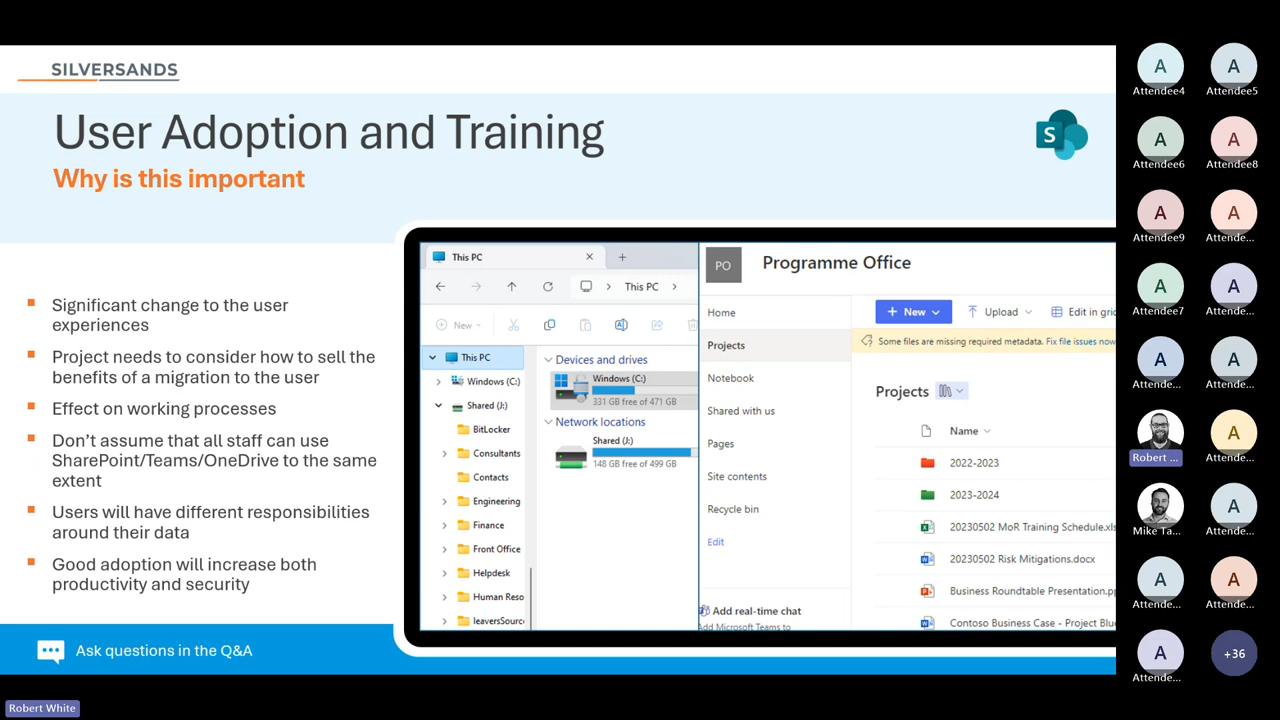 SILVERSANDS
User Adoption and Training
Why is this important
S
Significant change to the user
experiences
Project needs to consider how to sell the
benefits of a migration to the user
Effect on working processes
Don’t assume that all staff can use
SharePoint/Teams/OneDrive to the same
extent
Users will have different responsibilities
around their data
Good adoption will increase both
productivity and security
This PC
This PC
New
This PC
Windows (C:)
Shared (J:)
BitLocker
Consultants
Contacts
Engineering
Finance
Front Office
Helpdesk
Human Reso
leaversSourc
Devices and drives
Windows (C:)
331 GB free of 471 GB
Network locations
Shared (J:)
148 GB free of 499 GB
PO
Programme Office
Home
Projects
Notebook
Shared with us
Pages
Site contents
Recycle bin
Edit
Add real-time chat
Add Microsoft Teams to
New
Upload
Edit in grid
Some files are missing required metadata. Fix file issues now
Projects
Name
2022-2023
2023-2024
20230502 MoR Training Schedule.xls
20230502 Risk Mitigations.docx
Business Roundtable Presentation.pp
Contoso Business Case - Project Blu
Ask questions in the Q&A
Robert White
A
Attendee4
A
Attendee5
A
Attendee6
A
Attendee8
A
Attendee9
A
Attende...
A
Attendee7
A
Attende...
A
Attende...
A
Attende...
Robert ...
A
Attende...
Mike Ta...
A
Attende...
A
Attende...
A
Attende...
A
Attende...
+36